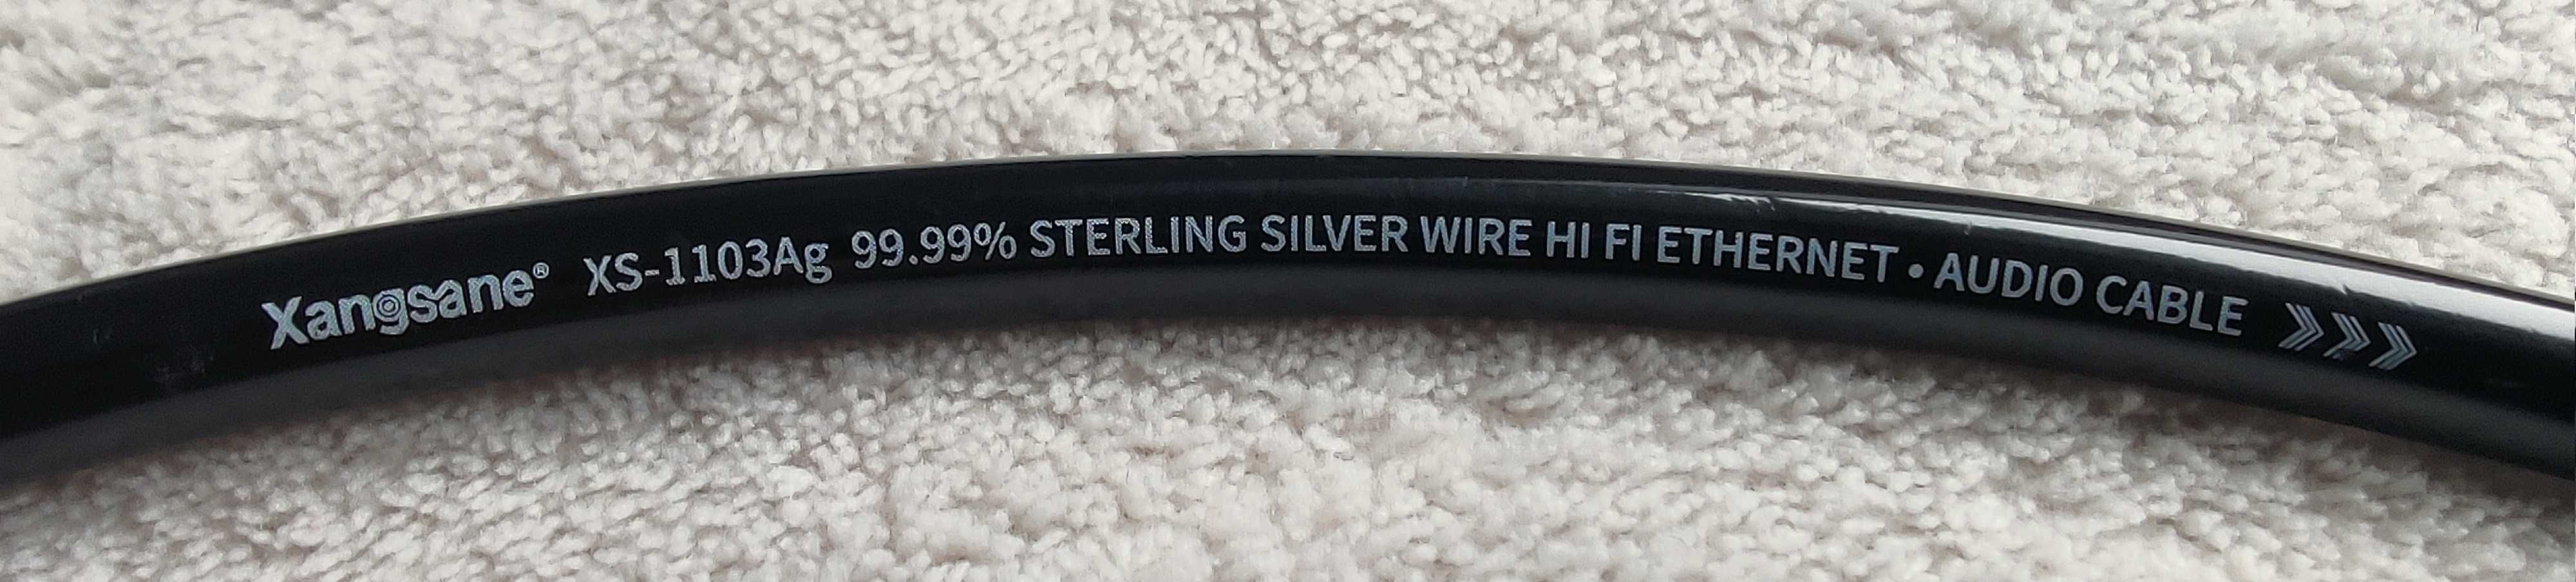 Xangsane® XS-1103Ag 99.99% STERLING SILVER WIRE HI FI ETHERNET • AUDIO CABLE